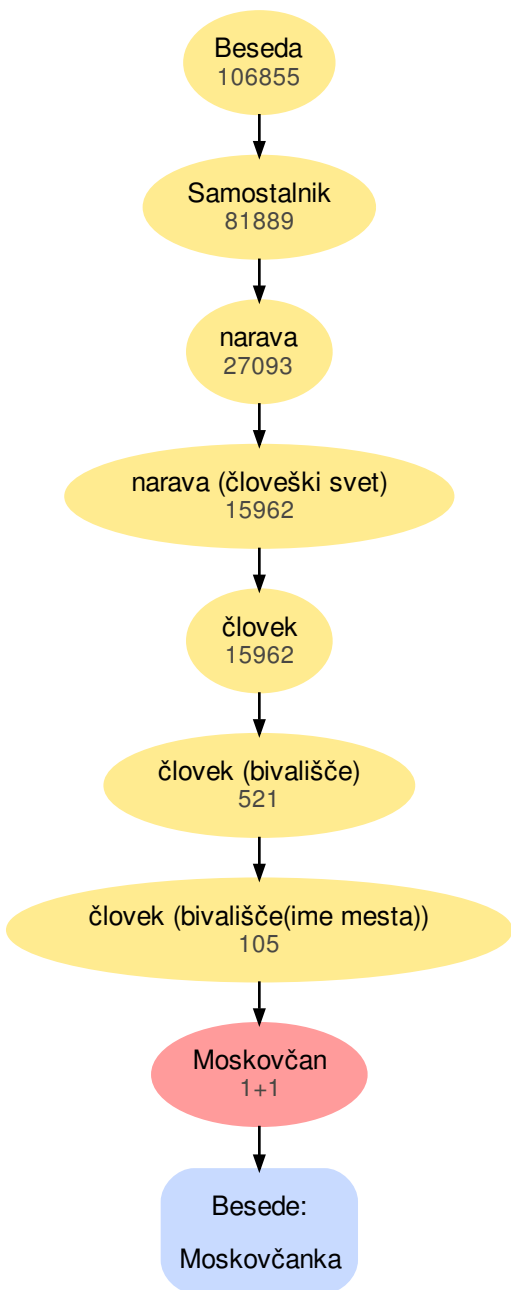 Beseda
106855
Samostalnik
81889
narava
27093
narava (človeški svet)
15962
človek
15962
človek (bivališče)
521
človek (bivališče(ime mesta))
105
Moskovčan
1+1
Besede:
Moskovčanka